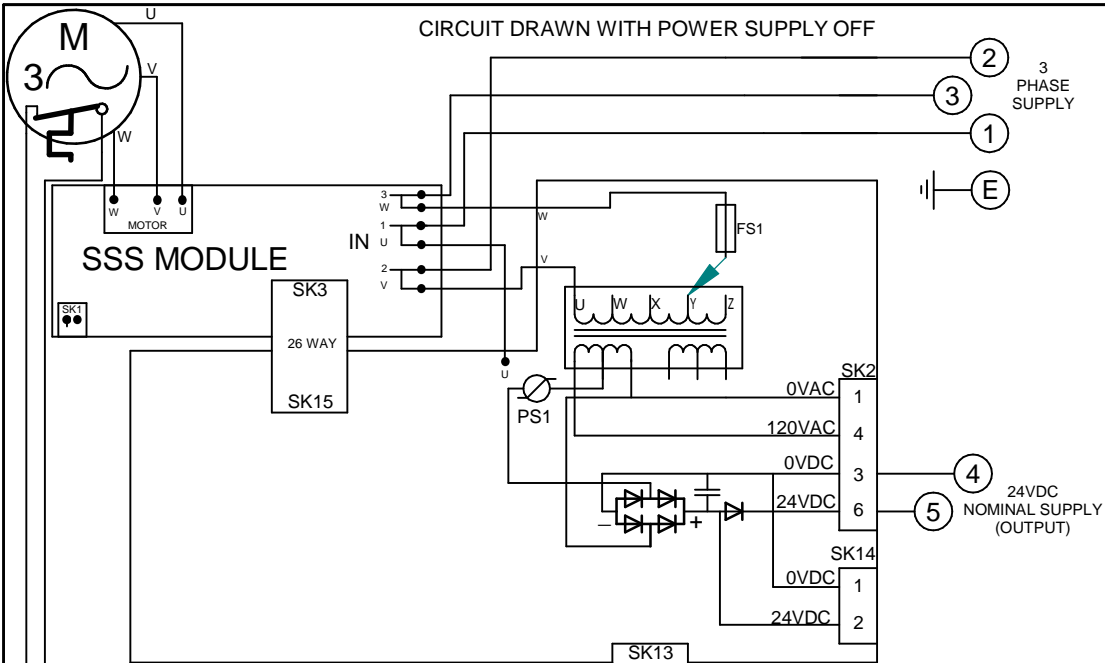 CIRCUIT DRAWN WITH POWER SUPPLY OFF
U
M
3
V
W
2
3
1
E
3
PHASE
SUPPLY
W
V
U
MOTOR
SSS MODULE
IN
3
W
1
U
2
V
W
V
FS1
U
W
X
Y
Z
SK1
SK3
26 WAY
SK15
U
PS1
SK2
0VAC
1
120VAC
4
0VDC
3
24VDC
6
4
5
24VDC
NOMINAL SUPPLY
(OUTPUT)
–
+
SK14
0VDC
1
24VDC
2
SK13